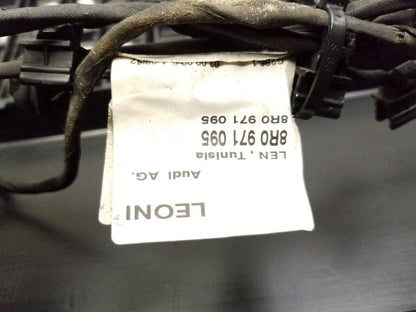 LEONI
Audi AG.
LEN , Tunisia
8R0 971 095
8R0 971 095